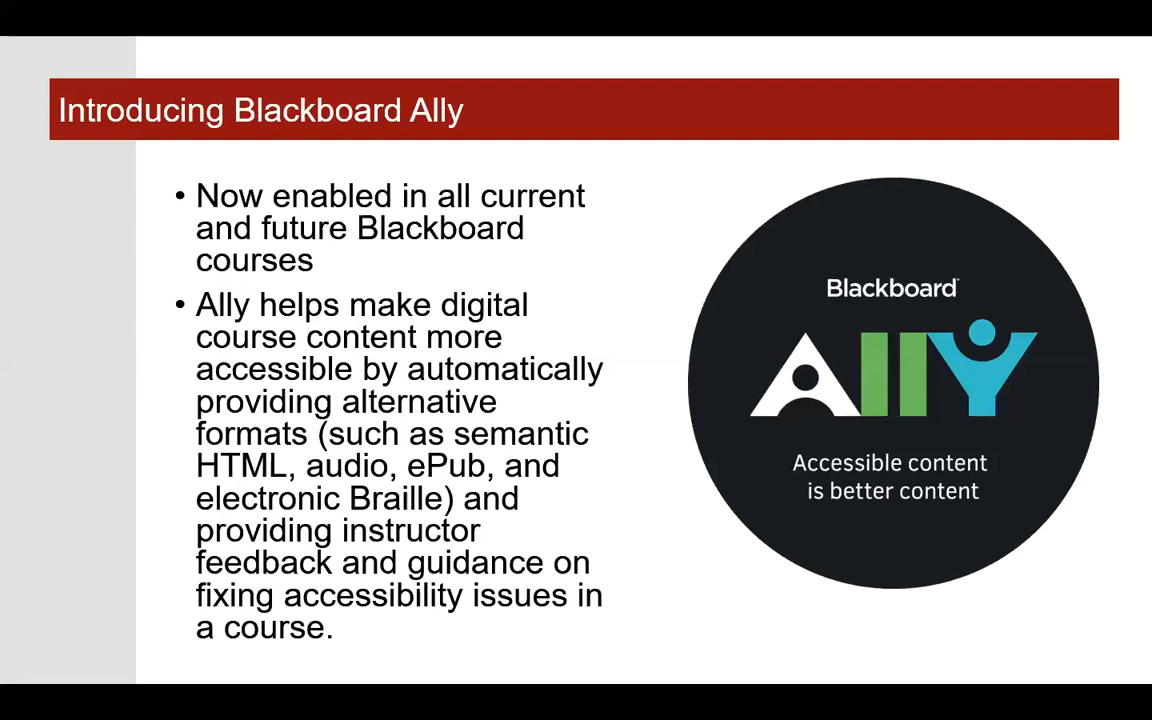 Introducing Blackboard Ally
• Now enabled in all current
and future Blackboard
courses
• Ally helps make digital
course content more
accessible by automatically
providing alternative
formats (such as semantic
HTML, audio, ePub, and
electronic Braille) and
providing instructor
feedback and guidance on
fixing accessibility issues in
a course.
Blackboard
Ally
Accessible content
is better content